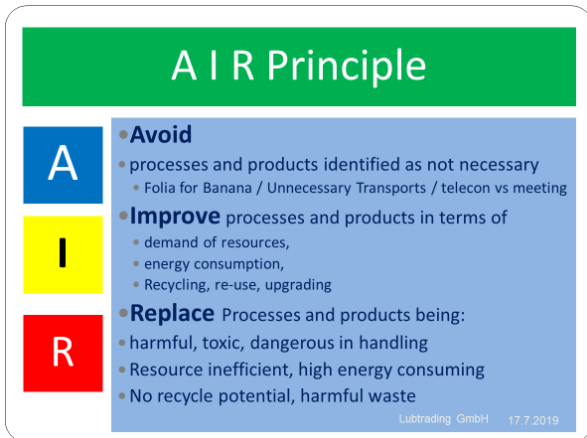 A I R Principle
A
•Avoid
•processes and products identified as not necessary
•Folia for Banana / Unnecessary Transports / telecon vs meeting
I
•Improve processes and products in terms of
•demand of resources,
•energy consumption,
•Recycling, re-use, upgrading
R
•Replace Processes and products being:
•harmful, toxic, dangerous in handling
•Resource inefficient, high energy consuming
•No recycle potential, harmful waste
Lubtrading GmbH 17.7.2019